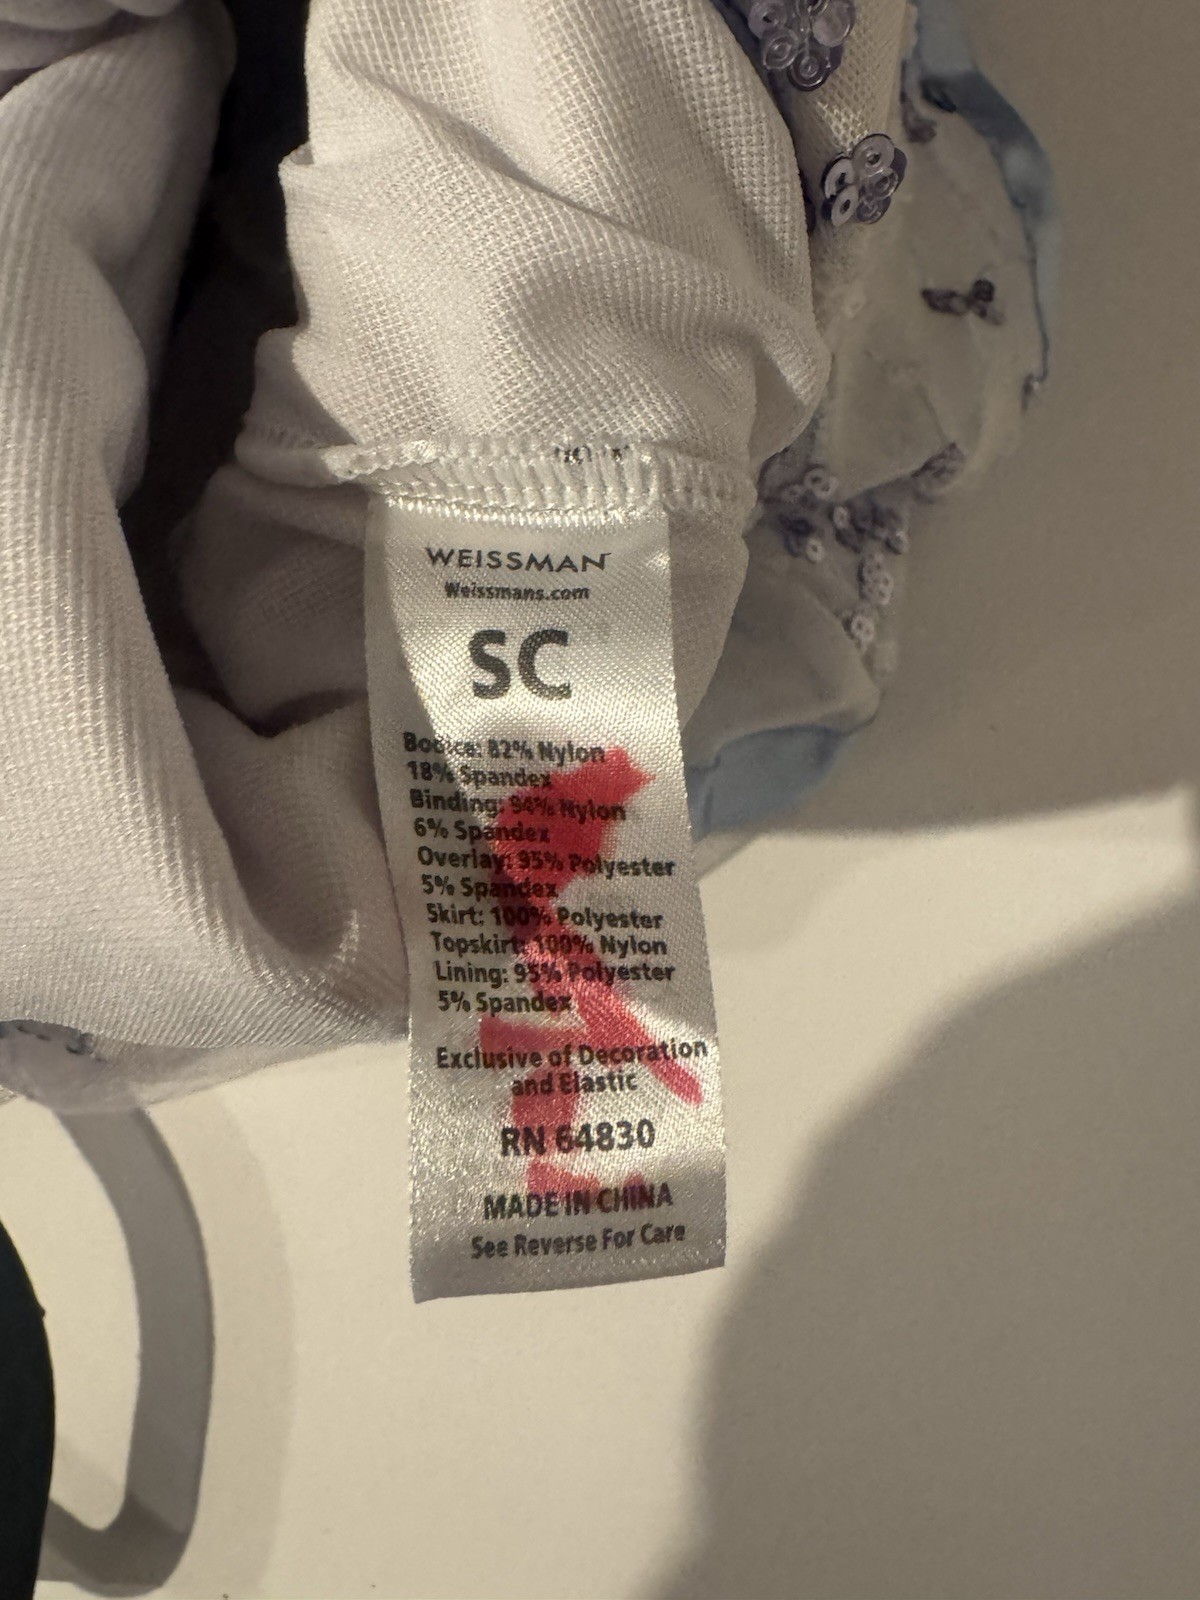 WEISSMAN
Weissmans.com
SC
Bodice: 82% Nylon
18% Spandex
Binding: 94% Nylon
6% Spandex
Overlay: 95% Polyester
5% Spandex
Skirt: 100% Polyester
Topskirt: 100% Nylon
Lining: 95% Polyester
5% Spandex
Exclusive of Decoration
and Elastic
RN 64830
MADE IN CHINA
See Reverse For Care